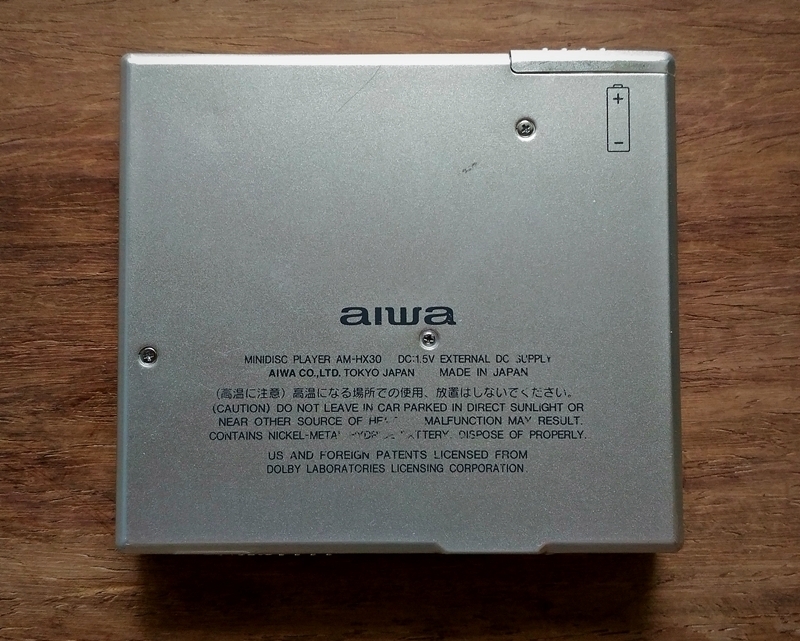 +
-
aiwa
MINIDISC PLAYER AM-HX30 DC:1.5V EXTERNAL DC SUPPLY
AIWA CO.,LTD. TOKYO JAPAN MADE IN JAPAN
(高温に注意) 高温になる場所での使用、放置はしないでください。
(CAUTION) DO NOT LEAVE IN CAR PARKED IN DIRECT SUNLIGHT OR
NEAR OTHER SOURCE OF MALFUNCTION MAY RESULT.
CONTAINS NICKEL-METAL DISPOSE OF PROPERLY.
US AND FOREIGN PATENTS LICENSED FROM
DOLBY LABORATORIES LICENSING CORPORATION.